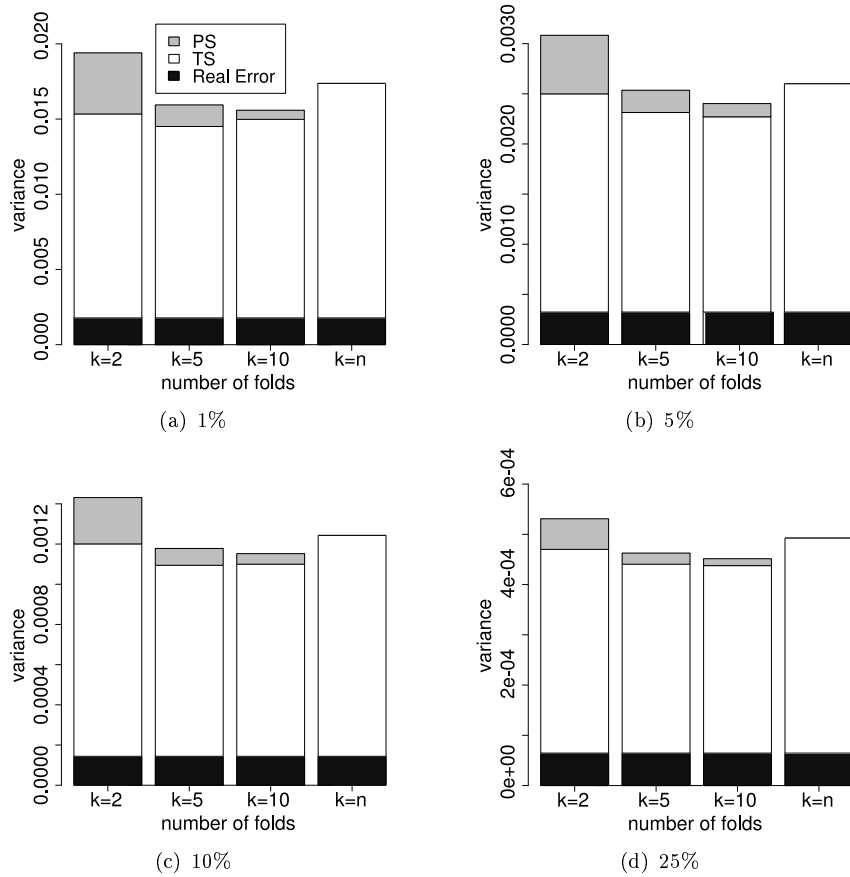 PS
TS
Real Error
variance
0.020
0.015
0.010
0.005
0.000
k=2 k=5 k=10 k=n
number of folds
(a) 1%
variance
0.0030
0.0020
0.0010
0.0000
k=2 k=5 k=10 k=n
number of folds
(b) 5%
variance
0.0012
0.0008
0.0004
0.0000
k=2 k=5 k=10 k=n
number of folds
(c) 10%
variance
6e-04
4e-04
2e-04
0e+00
k=2 k=5 k=10 k=n
number of folds
(d) 25%